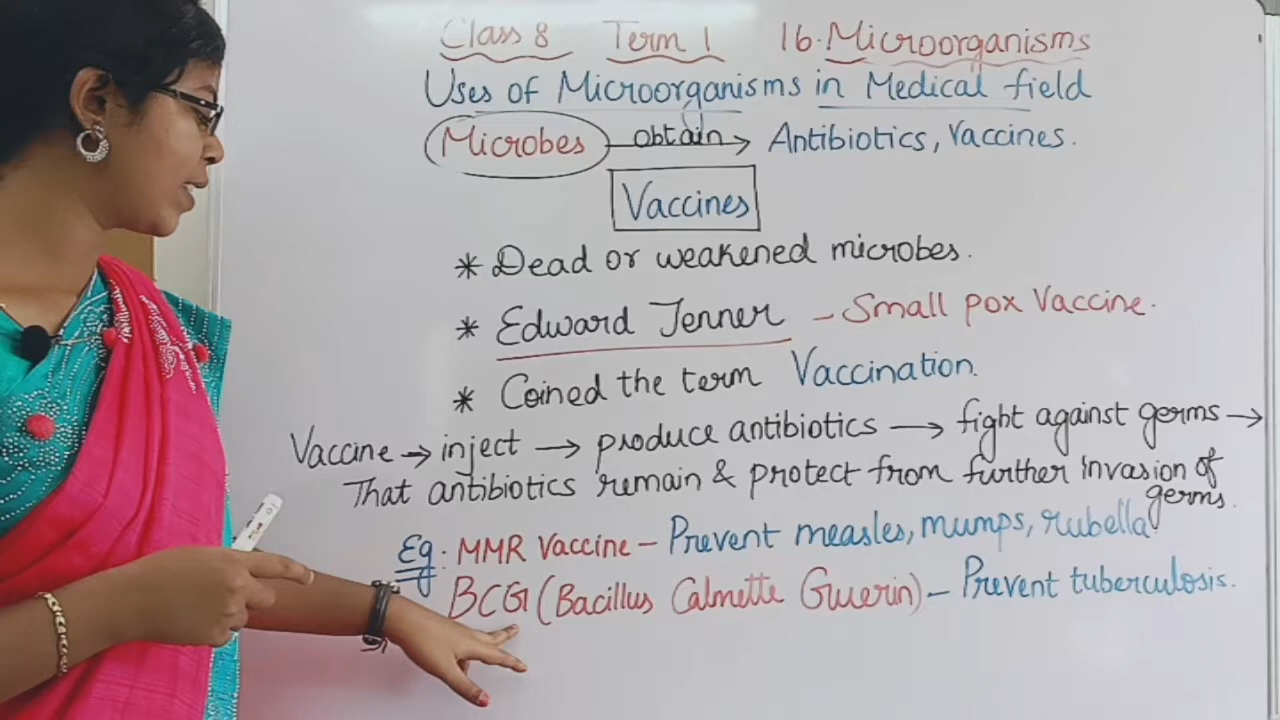 Class 8 Term 1 16. Microorganisms
Uses of Microorganisms in Medical field
Microbes obtain → Antibiotics, Vaccines.
Vaccines
* Dead or weakened microbes.
* Edward Jenner – Small pox Vaccine.
* Coined the term Vaccination.
Vaccine → inject → produce antibiotics → fight against germs →
That antibiotics remain & protect from further invasion of
germs.
Eg: MMR Vaccine – Prevent measles, mumps, rubella
BCG (Bacillus Calmette Guerin) – Prevent tuberculosis.